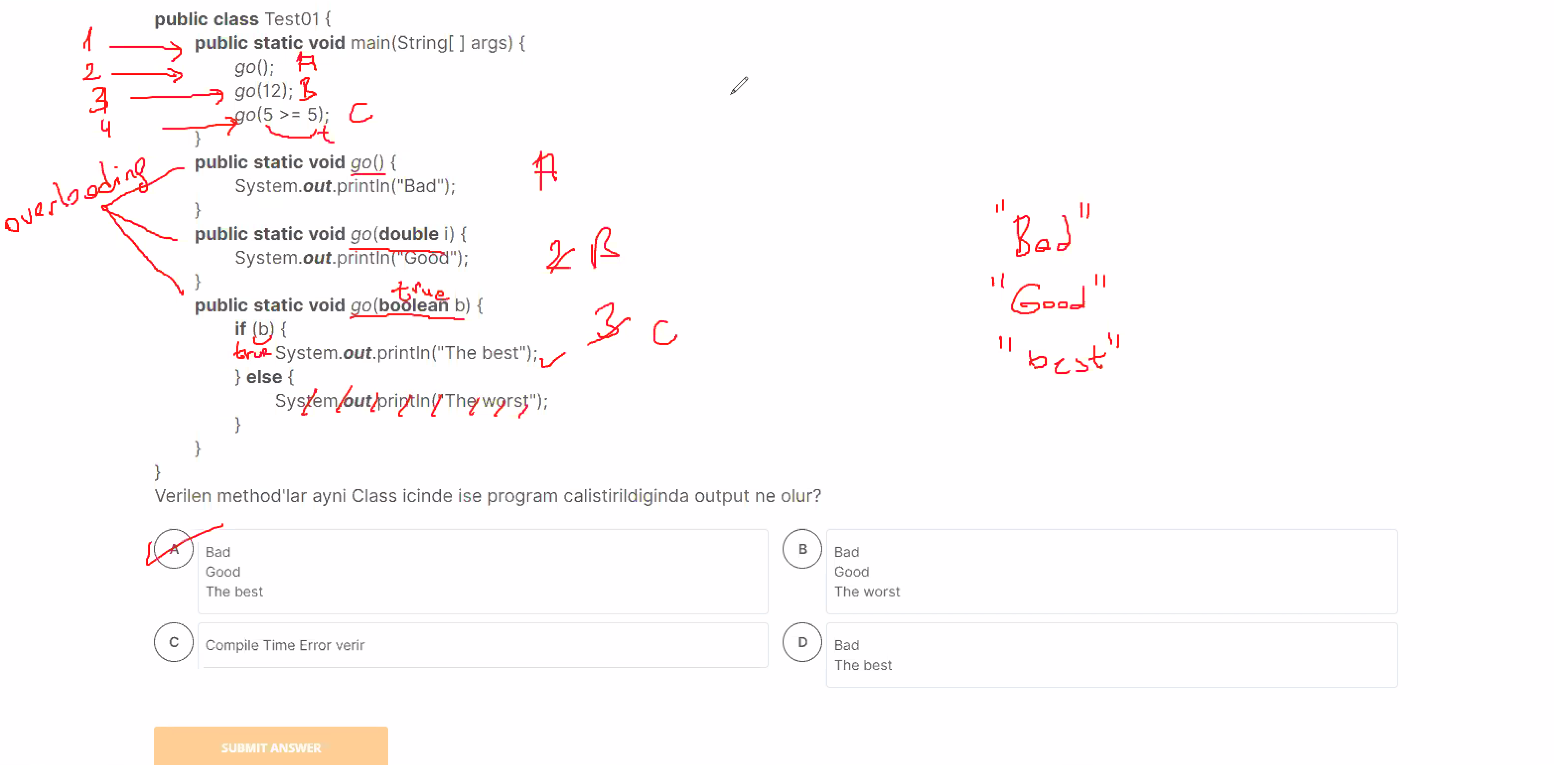 public class Test01 {
1 public static void main(String[ ] args) {
2 go(); A
3 go(12); B
4 go(5 >= 5); C
t
}
overloading
public static void go() { A
System.out.println("Bad");
}
public static void go(double i) {
System.out.println("Good"); 2 B
}
true
public static void go(boolean b) {
if (b) { 3 C
true System.out.println("The best");
} else {
System.out.println("The worst");
}
}
}
"Bad"
"Good"
"best"
Verilen method'lar ayni Class icinde ise program calistirildiginda output ne olur?
A
Bad
Good
The best
B
Bad
Good
The worst
C
Compile Time Error verir
D
Bad
The best
SUBMIT ANSWER